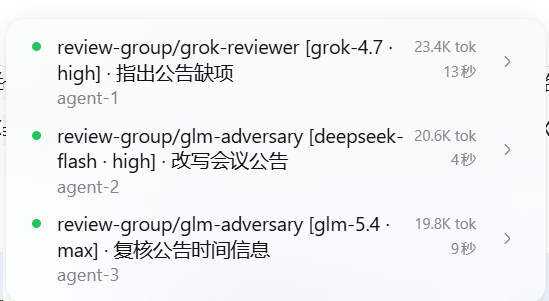 review-group/grok-reviewer [grok-4.7 · 23.4K tok
high] · 指出公告缺项 13秒
agent-1
review-group/glm-adversary [deepseek- 20.6K tok
flash · high] · 改写会议公告 4秒
agent-2
review-group/glm-adversary [glm-5.4 · 19.8K tok
max] · 复核公告时间信息 9秒
agent-3